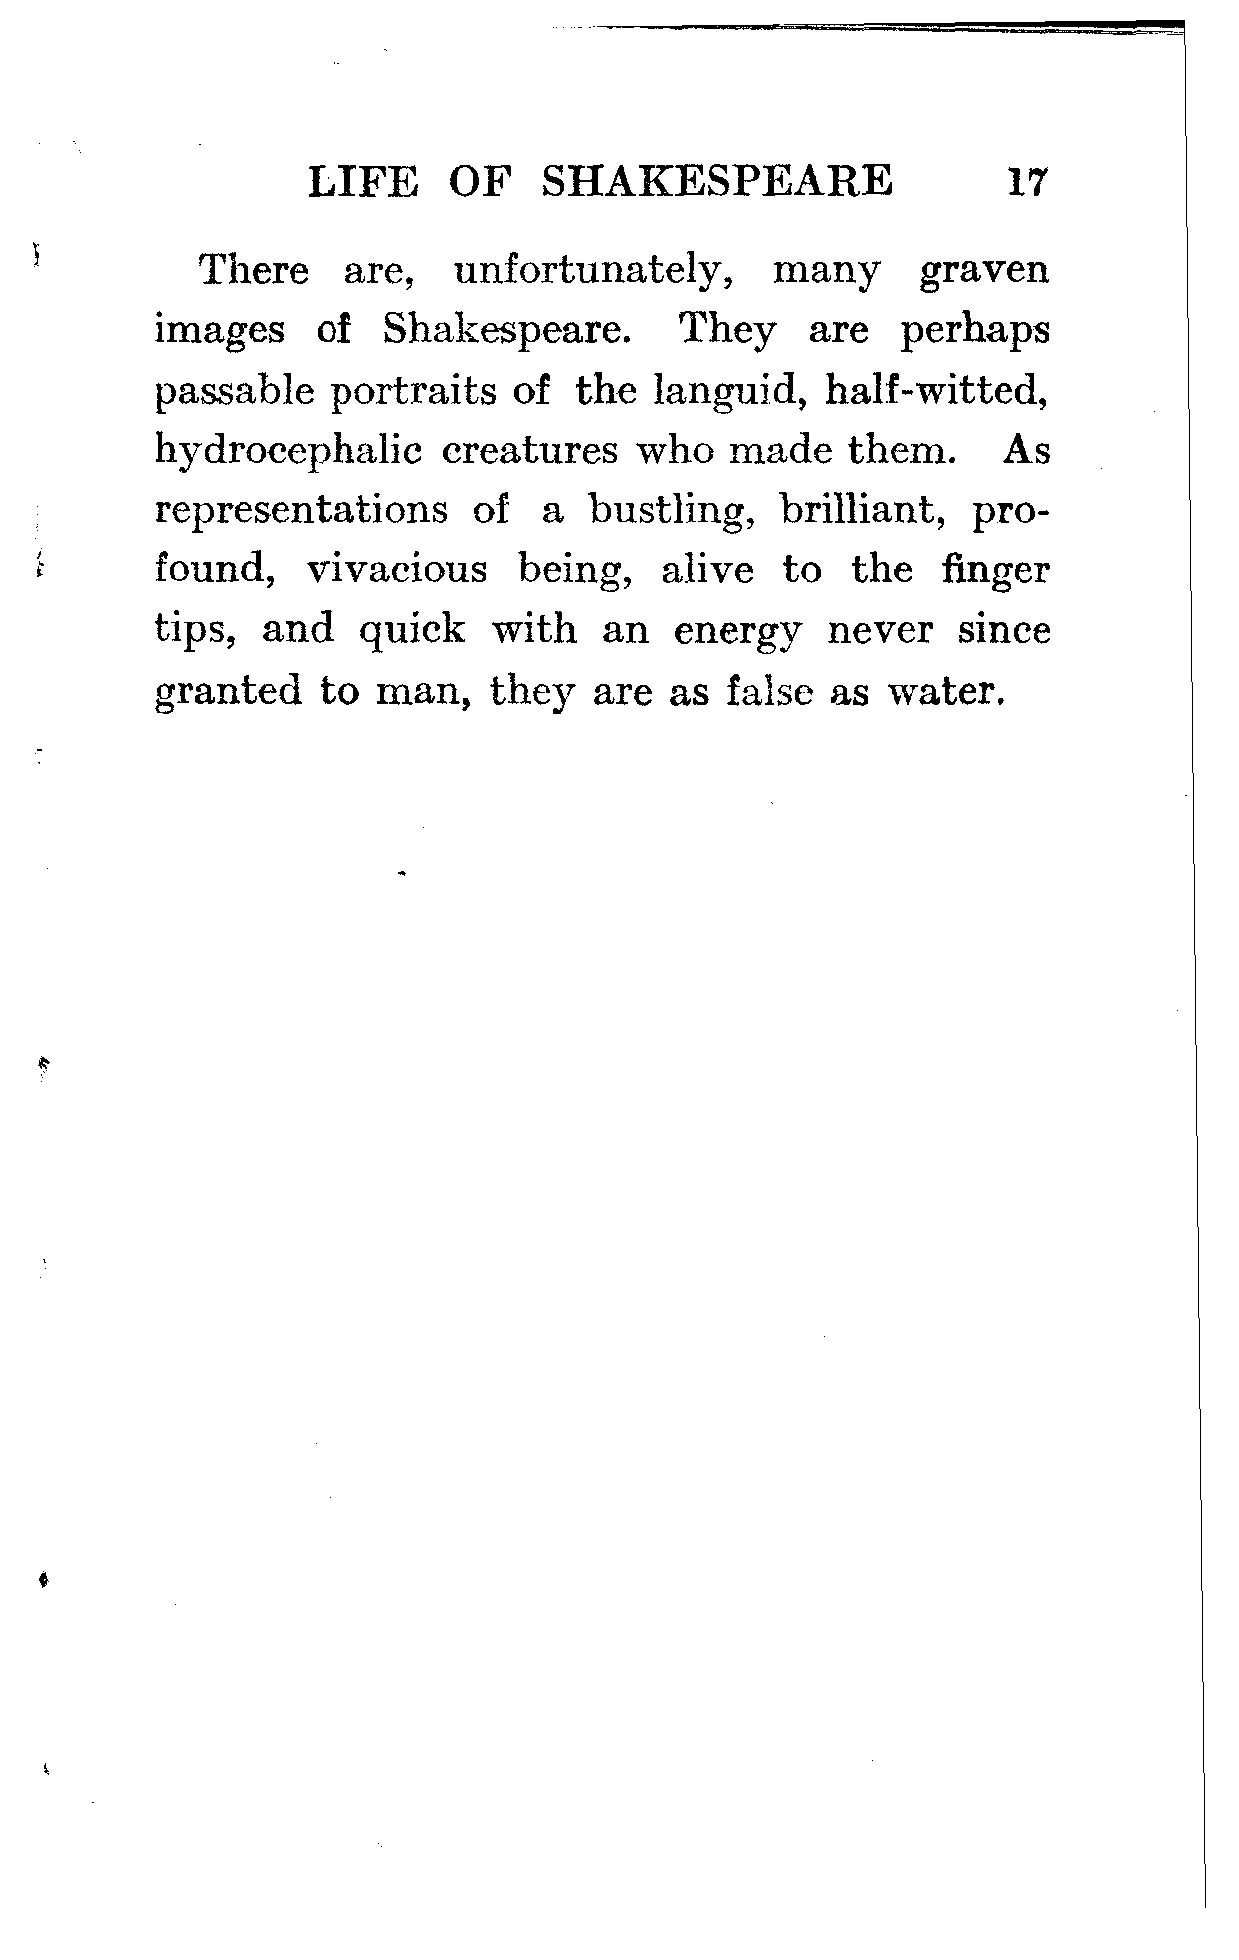 LIFE OF SHAKESPEARE 17
There are, unfortunately, many graven
images of Shakespeare. They are perhaps
passable portraits of the languid, half-witted,
hydrocephalic creatures who made them. As
representations of a bustling, brilliant, pro-
found, vivacious being, alive to the finger
tips, and quick with an energy never since
granted to man, they are as false as water.